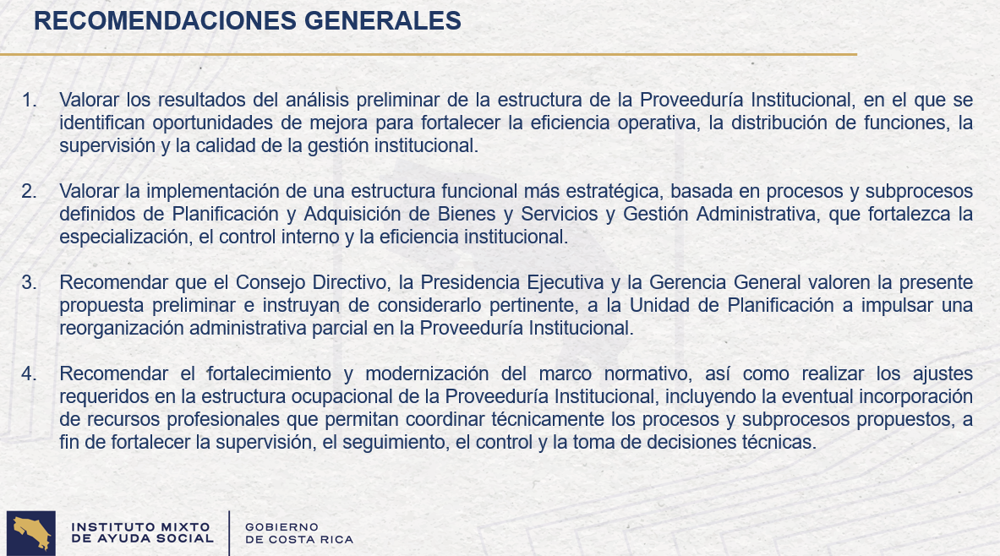 RECOMENDACIONES GENERALES
1. Valorar los resultados del análisis preliminar de la estructura de la Proveeduría Institucional, en el que se
identifican oportunidades de mejora para fortalecer la eficiencia operativa, la distribución de funciones, la
supervisión y la calidad de la gestión institucional.
2. Valorar la implementación de una estructura funcional más estratégica, basada en procesos y subprocesos
definidos de Planificación y Adquisición de Bienes y Servicios y Gestión Administrativa, que fortalezca la
especialización, el control interno y la eficiencia institucional.
3. Recomendar que el Consejo Directivo, la Presidencia Ejecutiva y la Gerencia General valoren la presente
propuesta preliminar e instruyan de considerarlo pertinente, a la Unidad de Planificación a impulsar una
reorganización administrativa parcial en la Proveeduría Institucional.
4. Recomendar el fortalecimiento y modernización del marco normativo, así como realizar los ajustes
requeridos en la estructura ocupacional de la Proveeduría Institucional, incluyendo la eventual incorporación
de recursos profesionales que permitan coordinar técnicamente los procesos y subprocesos propuestos, a
fin de fortalecer la supervisión, el seguimiento, el control y la toma de decisiones técnicas.
INSTITUTO MIXTO
DE AYUDA SOCIAL
GOBIERNO
DE COSTA RICA